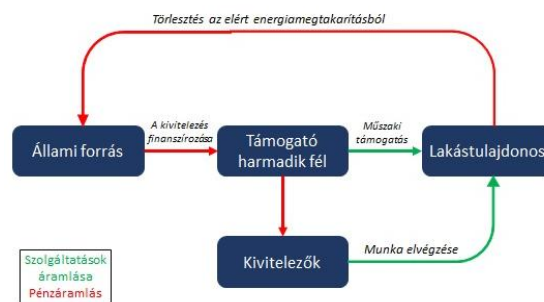 Törlesztés az elért energiamegtakarításból
A kivitelezés
finanszírozása
Műszaki
támogatás
Állami forrás
Támogató
harmadik fél
Lakástulajdonos
Kivitelezők
Munka elvégzése
Szolgáltatások
áramlása
Pénzáramlás